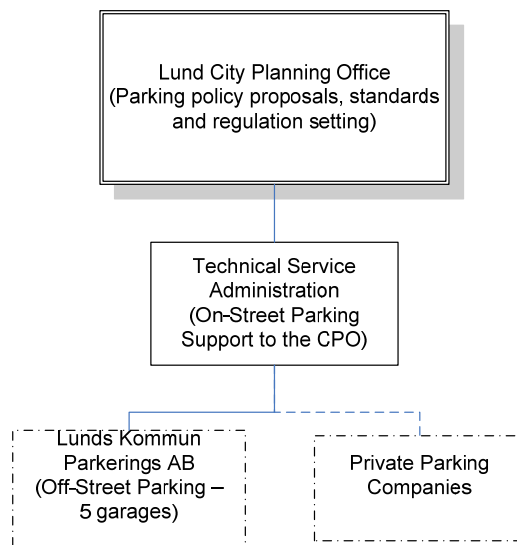 Lund City Planning Office
(Parking policy proposals, standards
and regulation setting)
Technical Service
Administration
(On-Street Parking
Support to the CPO)
Lunds Kommun
Parkerings AB
(Off-Street Parking –
5 garages)
Private Parking
Companies